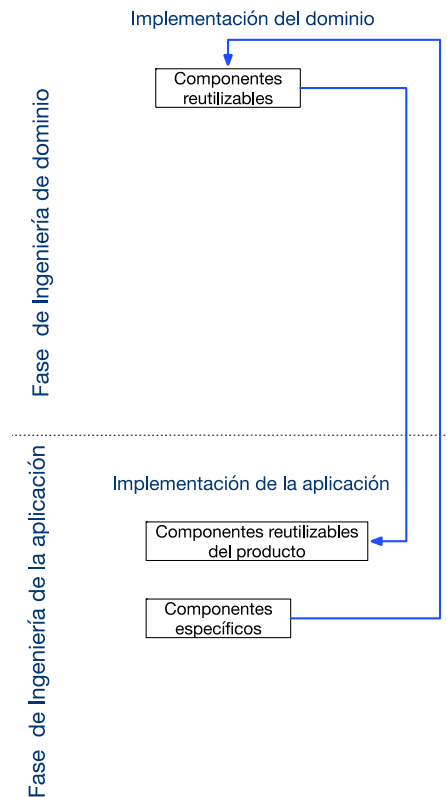 Implementación del dominio
Componentes
reutilizables
Fase de Ingeniería de dominio
Implementación de la aplicación
Componentes reutilizables
del producto
Componentes
específicos
Fase de Ingeniería de la aplicación